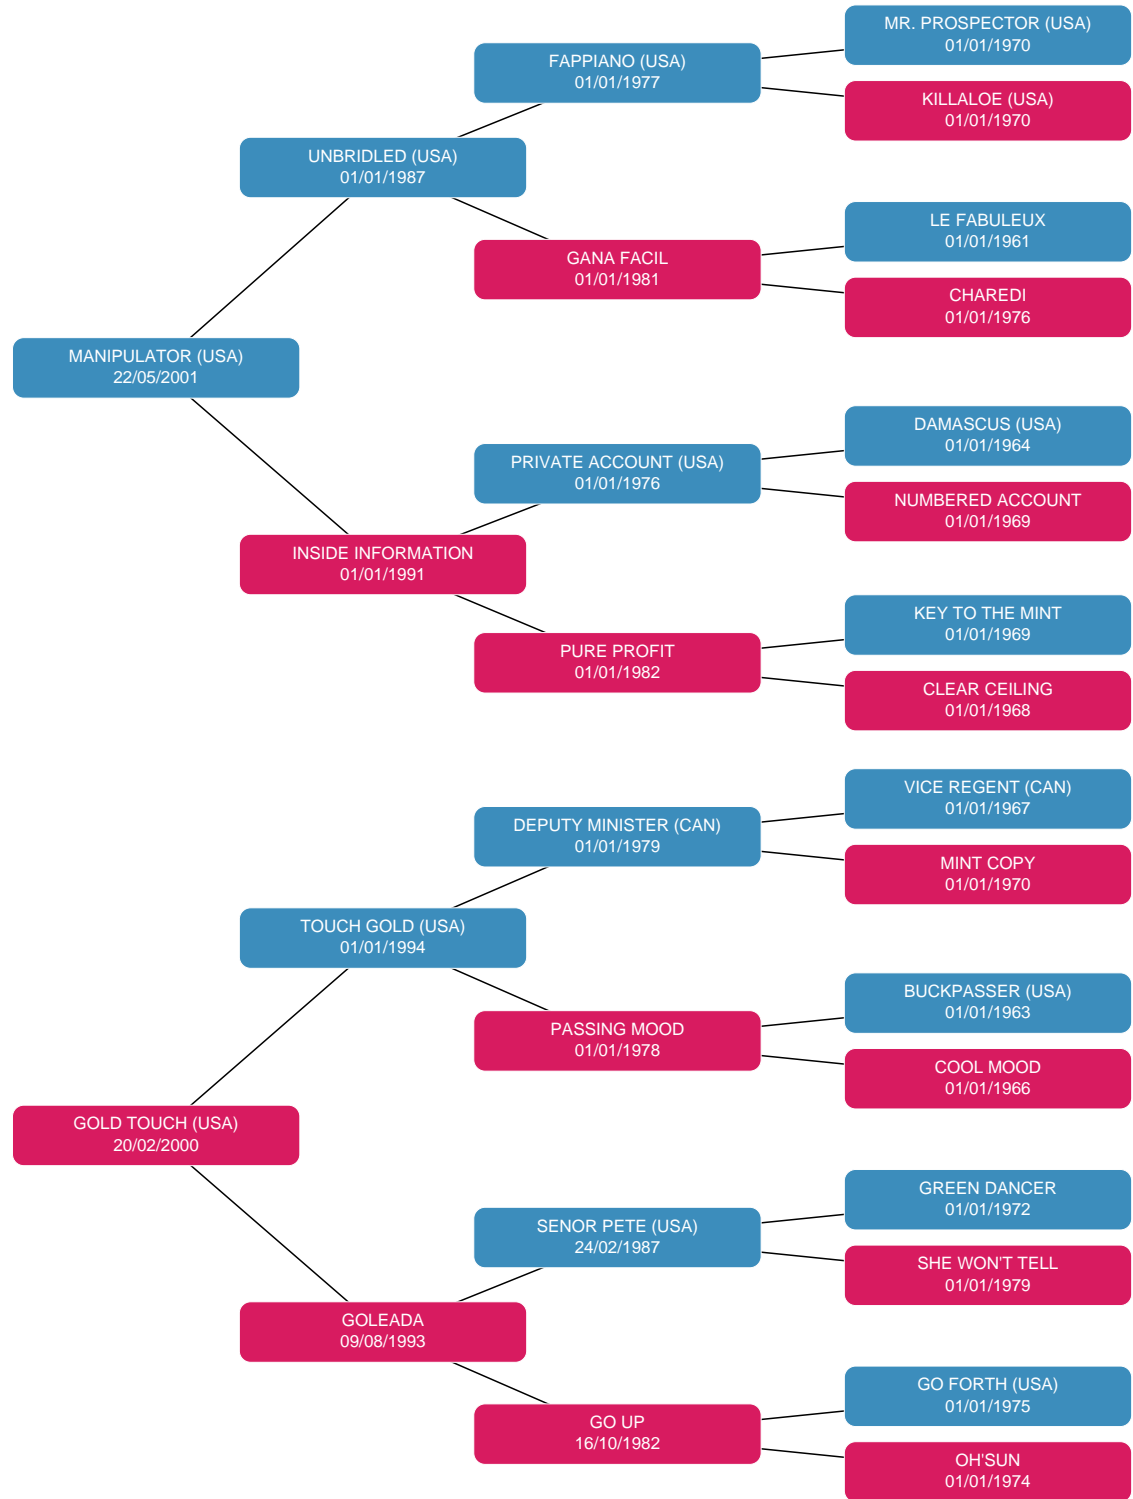 MR. PROSPECTOR (USA)
01/01/1970
FAPPIANO (USA)
01/01/1977
KILLALOE (USA)
01/01/1970
UNBRIDLED (USA)
01/01/1987
LE FABULEUX
01/01/1961
GANA FACIL
01/01/1981
CHAREDI
01/01/1976
MANIPULATOR (USA)
22/05/2001
DAMASCUS (USA)
01/01/1964
PRIVATE ACCOUNT (USA)
01/01/1976
NUMBERED ACCOUNT
01/01/1969
INSIDE INFORMATION
01/01/1991
KEY TO THE MINT
01/01/1969
PURE PROFIT
01/01/1982
CLEAR CEILING
01/01/1968
VICE REGENT (CAN)
01/01/1967
DEPUTY MINISTER (CAN)
01/01/1979
MINT COPY
01/01/1970
TOUCH GOLD (USA)
01/01/1994
BUCKPASSER (USA)
01/01/1963
PASSING MOOD
01/01/1978
COOL MOOD
01/01/1966
GOLD TOUCH (USA)
20/02/2000
GREEN DANCER
01/01/1972
SENOR PETE (USA)
24/02/1987
SHE WON'T TELL
01/01/1979
GOLEADA
09/08/1993
GO FORTH (USA)
01/01/1975
GO UP
16/10/1982
OH'SUN
01/01/1974